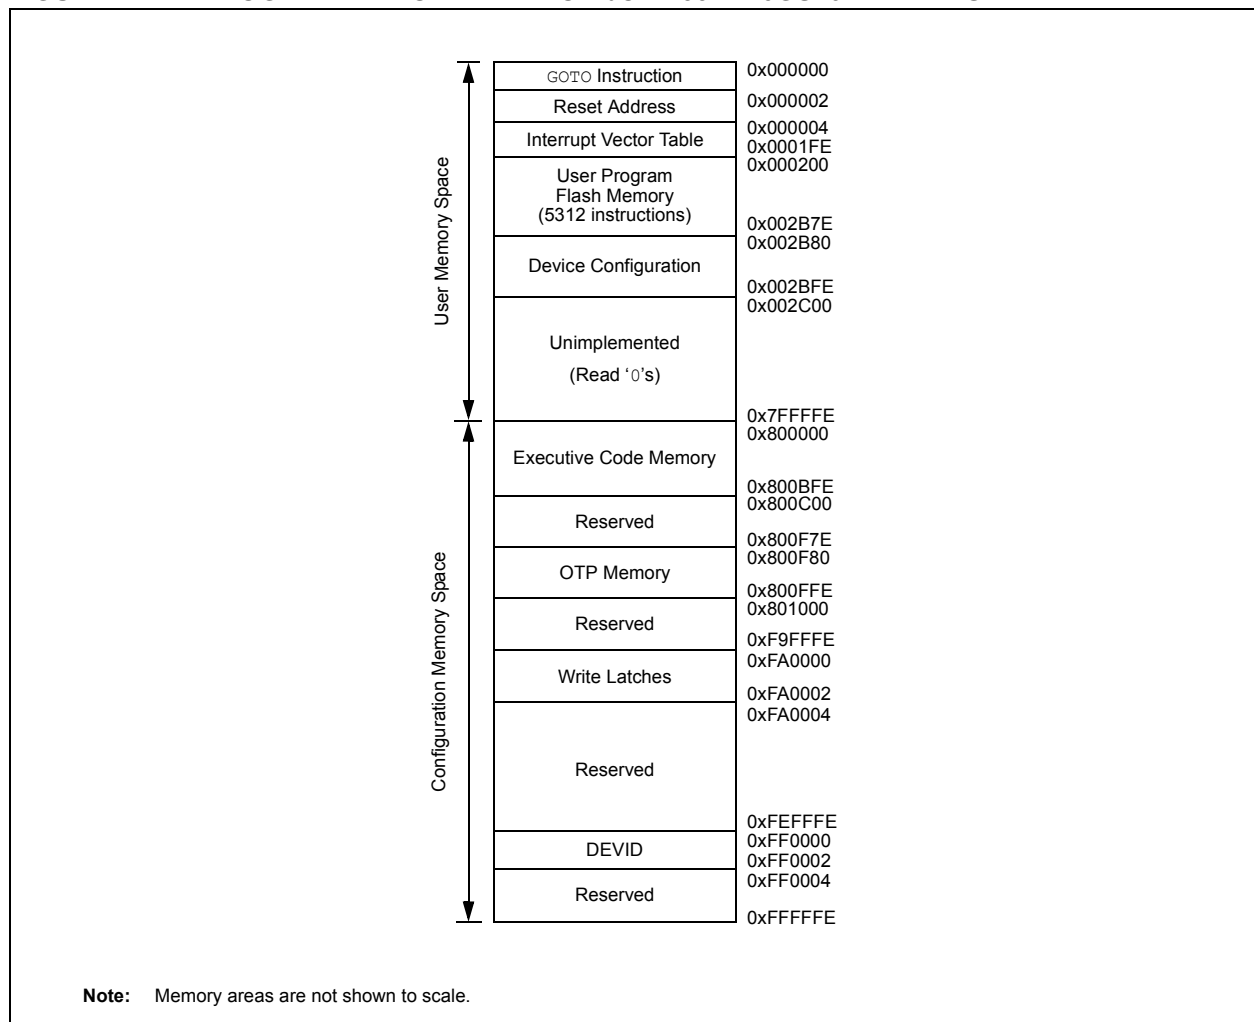 GOTO Instruction
0x000000
Reset Address
0x000002
Interrupt Vector Table
0x000004
0x0001FE
User Program
Flash Memory
(5312 instructions)
0x000200
0x002B7E
Device Configuration
0x002B80
0x002BFE
Unimplemented
(Read ‘0’s)
0x002C00
0x7FFFFE
User Memory Space
Executive Code Memory
0x800000
0x800BFE
Reserved
0x800C00
0x800F7E
OTP Memory
0x800F80
0x800FFE
Reserved
0x801000
0xF9FFFE
Write Latches
0xFA0000
0xFA0002
Reserved
0xFA0004
0xFEFFFE
DEVID
0xFF0000
0xFF0002
Reserved
0xFF0004
0xFFFFFE
Configuration Memory Space
Note: Memory areas are not shown to scale.